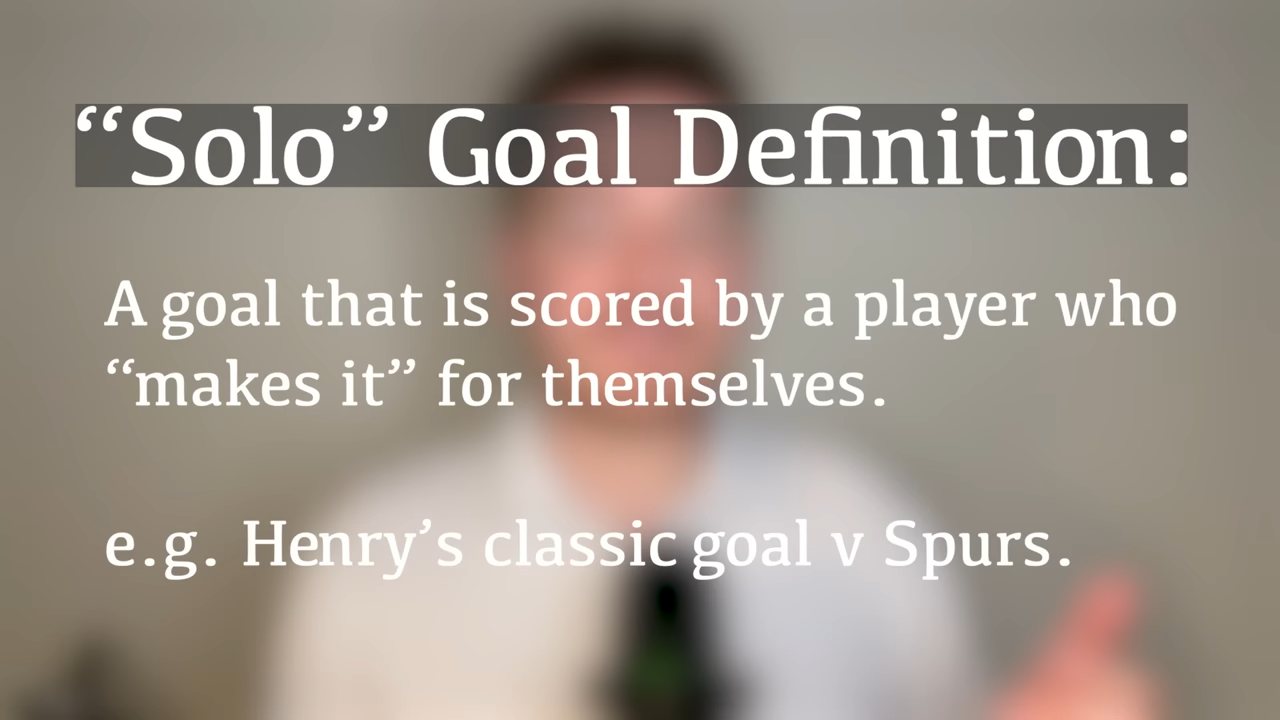 “Solo” Goal Definition:
A goal that is scored by a player who
“makes it” for themselves.
e.g. Henry’s classic goal v Spurs.